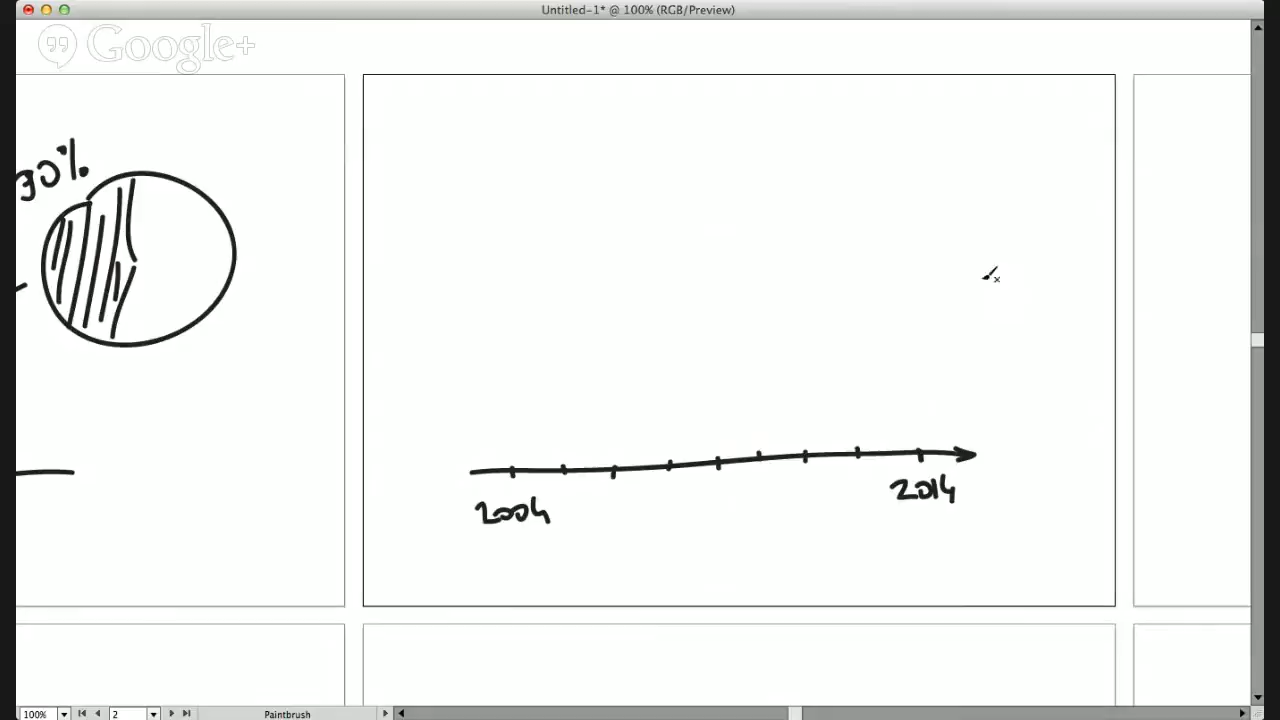 Untitled-1* @ 100% (RGB/Preview)
Google+
30%
2004
2014
100%
2
Paintbrush